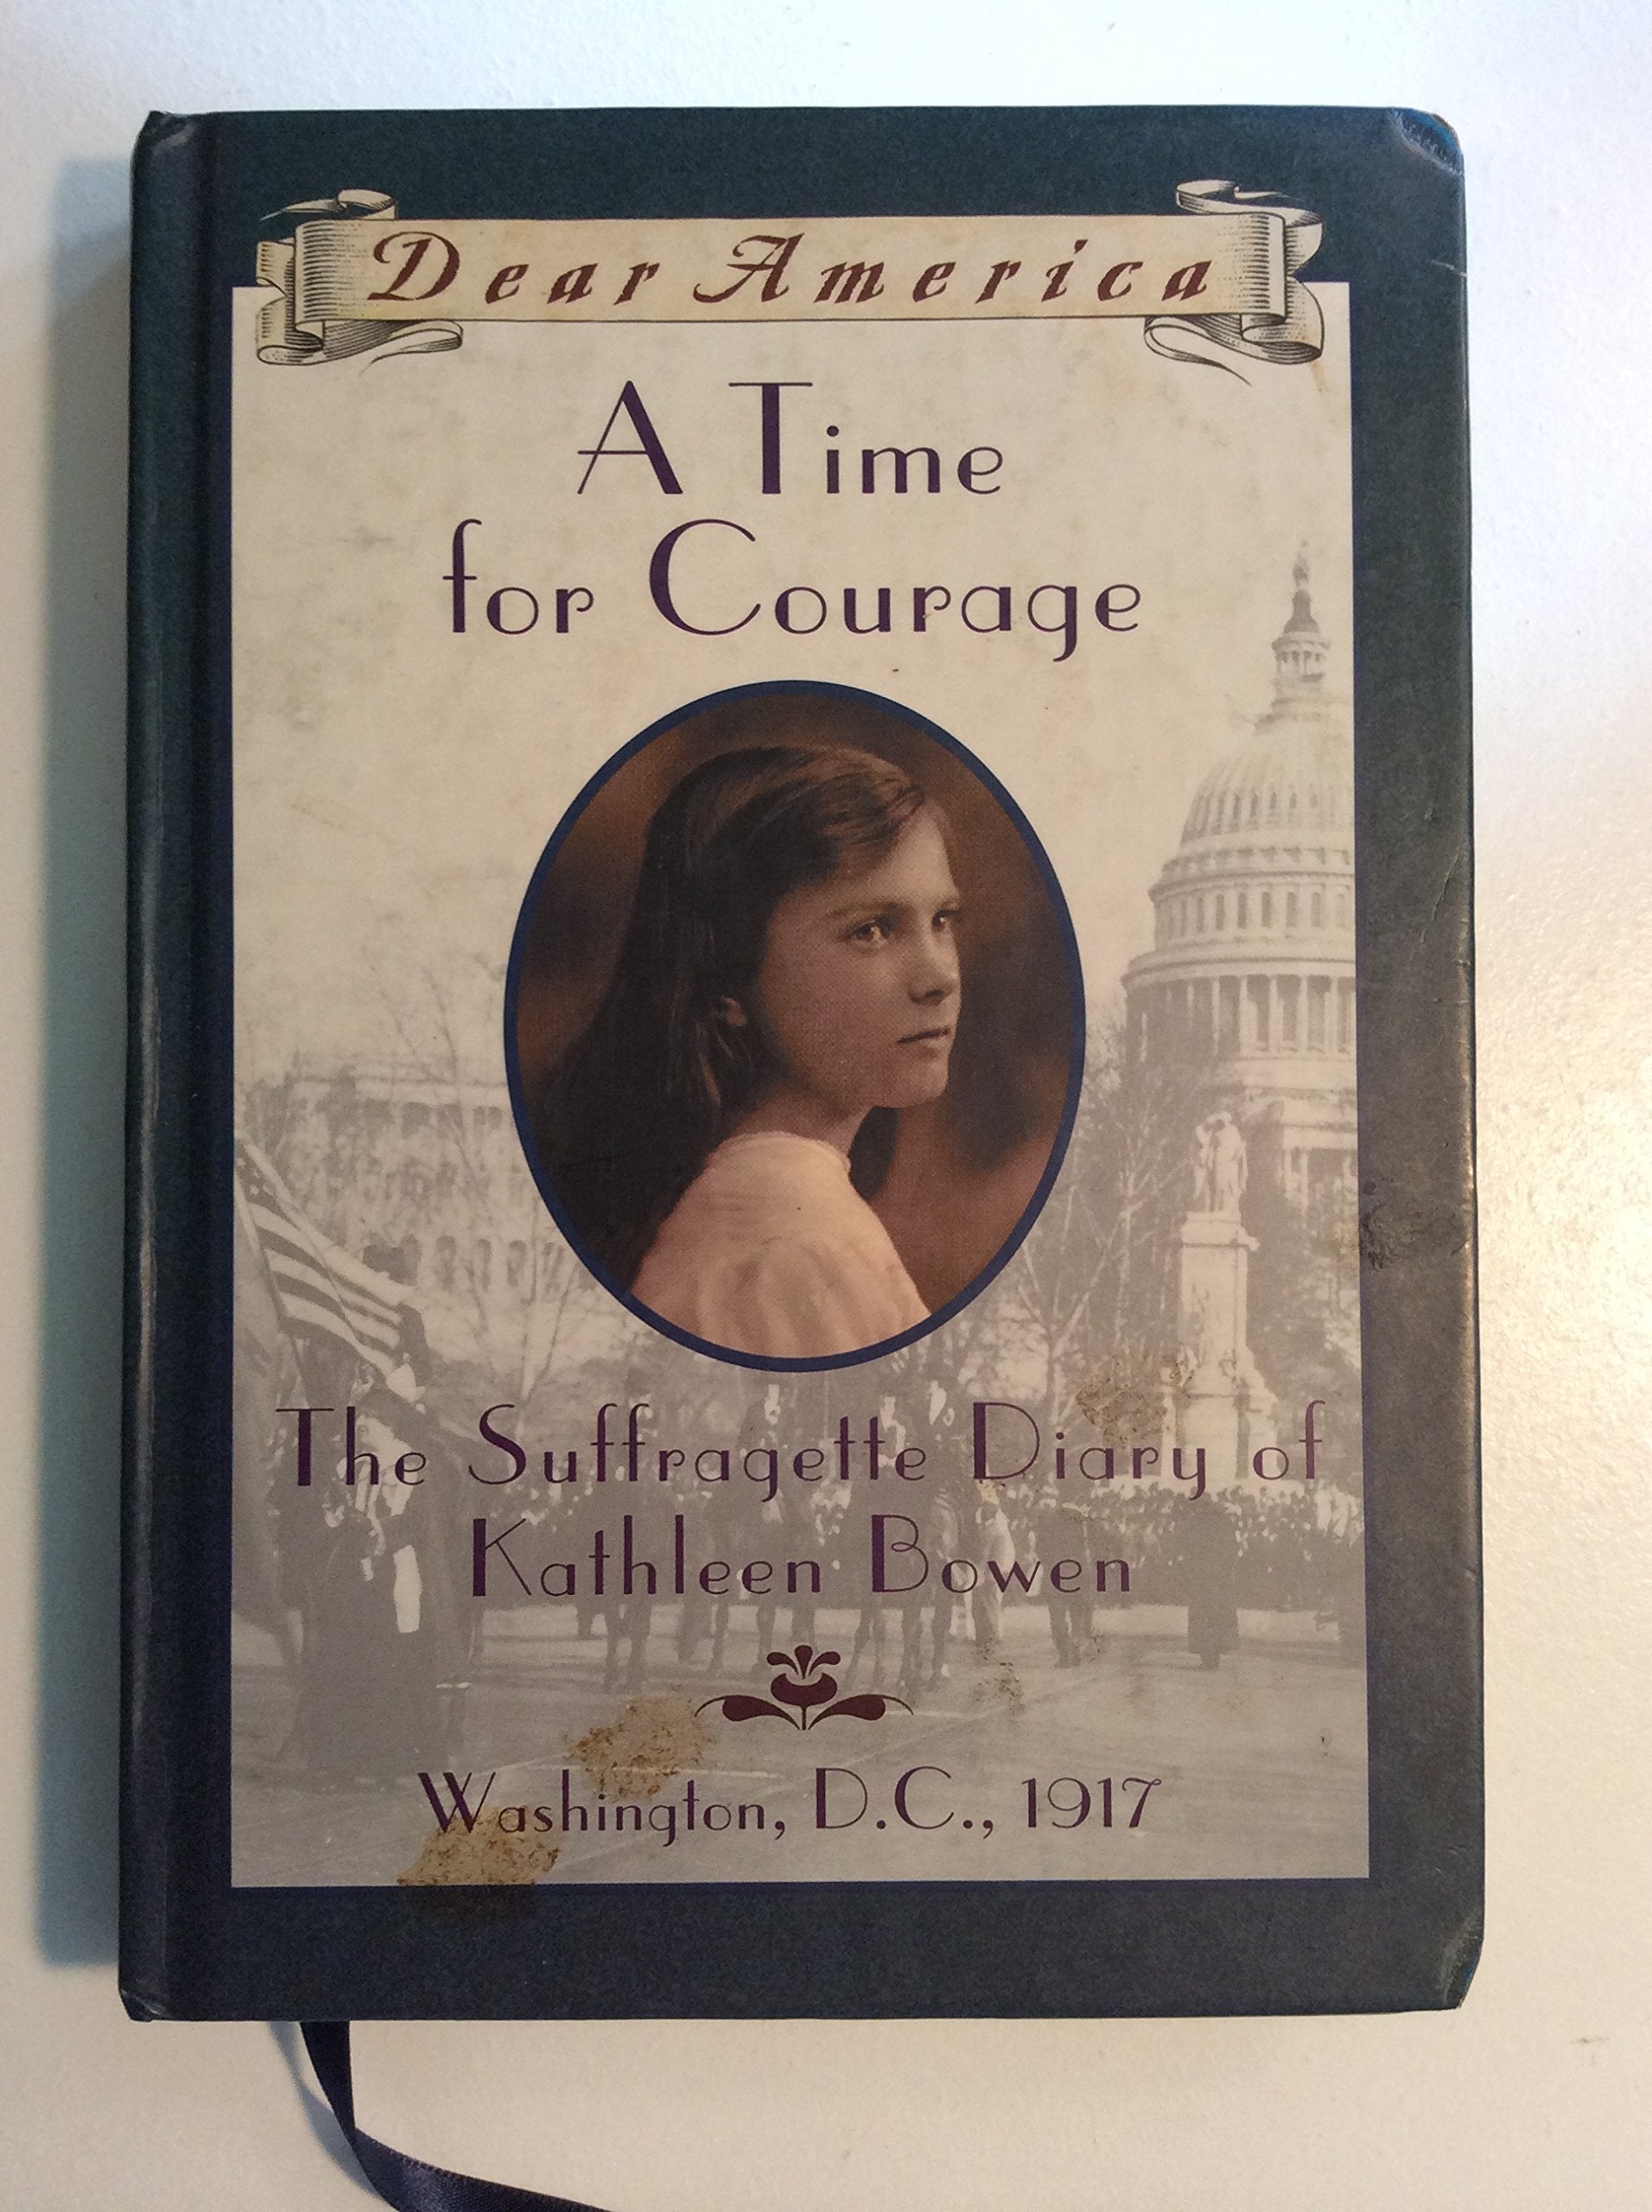 Dear America
A Time
for Courage
The Suffragette Diary of
Kathleen Bowen
Washington, D.C., 1917